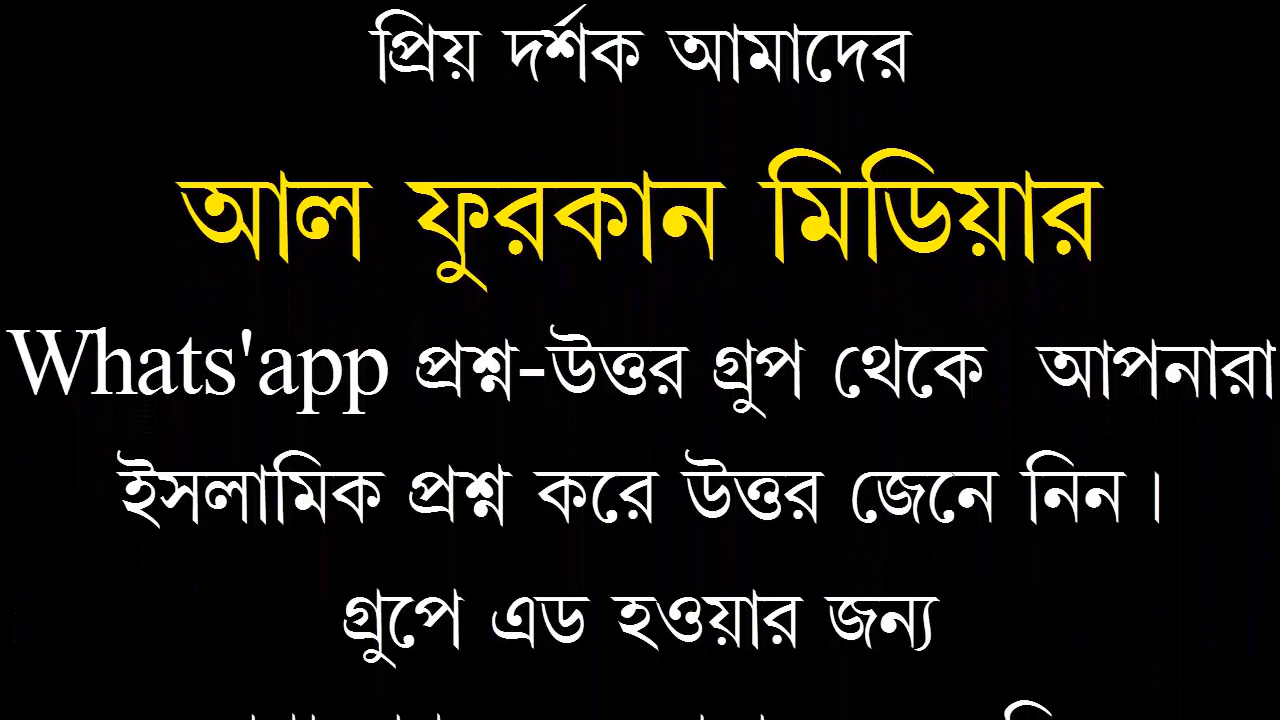 প্রিয় দর্শক আমাদের
আল ফুরকান মিডিয়ার
Whats'app প্রশ্ন-উত্তর গ্রুপ থেকে আপনারা
ইসলামিক প্রশ্ন করে উত্তর জেনে নিন।
গ্রুপে এড হওয়ার জন্য